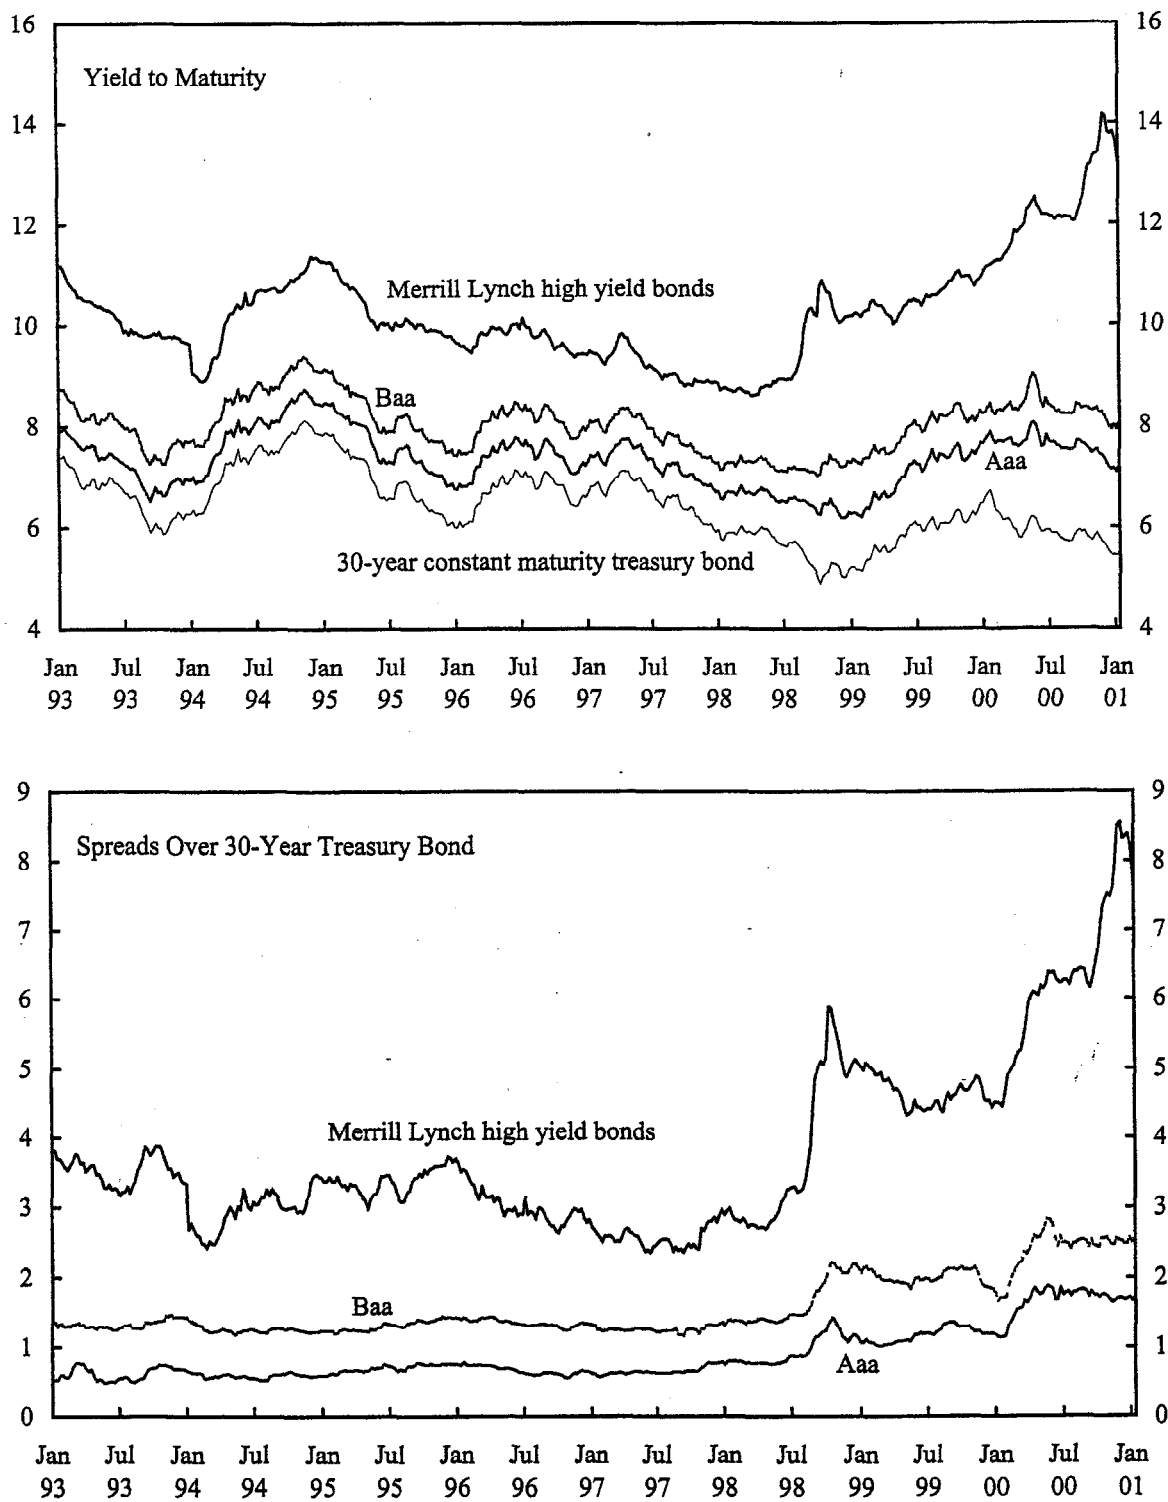 16 16
Yield to Maturity
14 14
12 12
Merrill Lynch high yield bonds
10 10
Baa
8 8
Aaa
6 6
30-year constant maturity treasury bond
4 4
Jan Jul Jan Jul Jan Jul Jan Jul Jan Jul Jan Jul Jan Jul Jan Jul Jan
93 93 94 94 95 95 96 96 97 97 98 98 99 99 00 00 01
9 9
Spreads Over 30-Year Treasury Bond
8 8
7 7
6 6
5 5
Merrill Lynch high yield bonds
4 4
3 3
2 2
Baa
1 1
Aaa
0 0
Jan Jul Jan Jul Jan Jul Jan Jul Jan Jul Jan Jul Jan Jul Jan Jul Jan
93 93 94 94 95 95 96 96 97 97 98 98 99 99 00 00 01